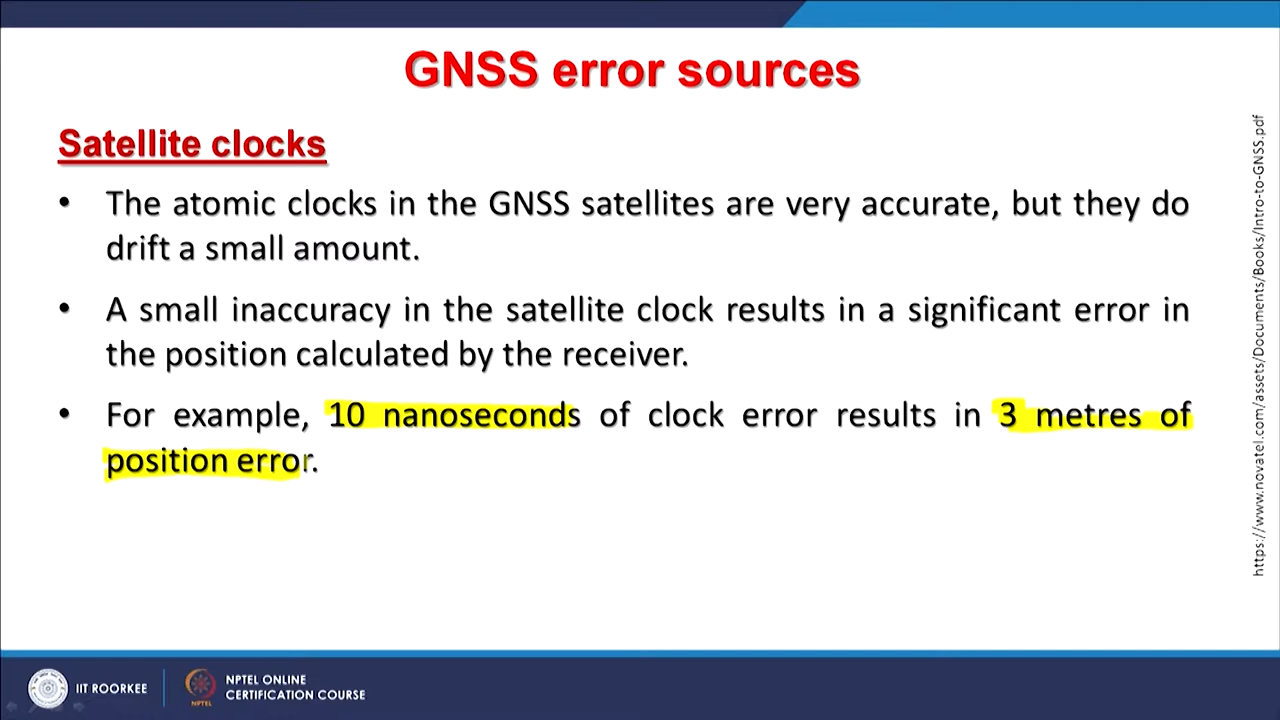 GNSS error sources
Satellite clocks
• The atomic clocks in the GNSS satellites are very accurate, but they do
drift a small amount.
• A small inaccuracy in the satellite clock results in a significant error in
the position calculated by the receiver.
• For example, 10 nanoseconds of clock error results in 3 metres of
position error.
https://www.novatel.com/assets/Documents/Books/Intro-to-GNSS.pdf
IIT ROORKEE
NPTEL
NPTEL ONLINE
CERTIFICATION COURSE